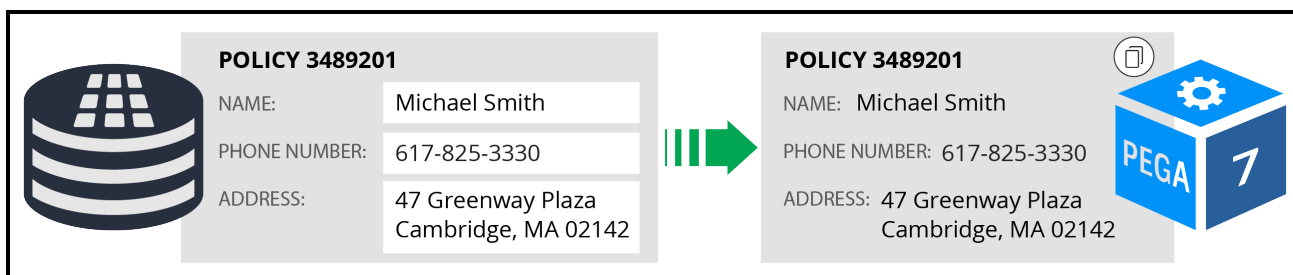 POLICY 3489201
NAME: Michael Smith
PHONE NUMBER: 617-825-3330
ADDRESS: 47 Greenway Plaza
Cambridge, MA 02142
POLICY 3489201
NAME: Michael Smith
PHONE NUMBER: 617-825-3330
ADDRESS: 47 Greenway Plaza
Cambridge, MA 02142
PEGA 7